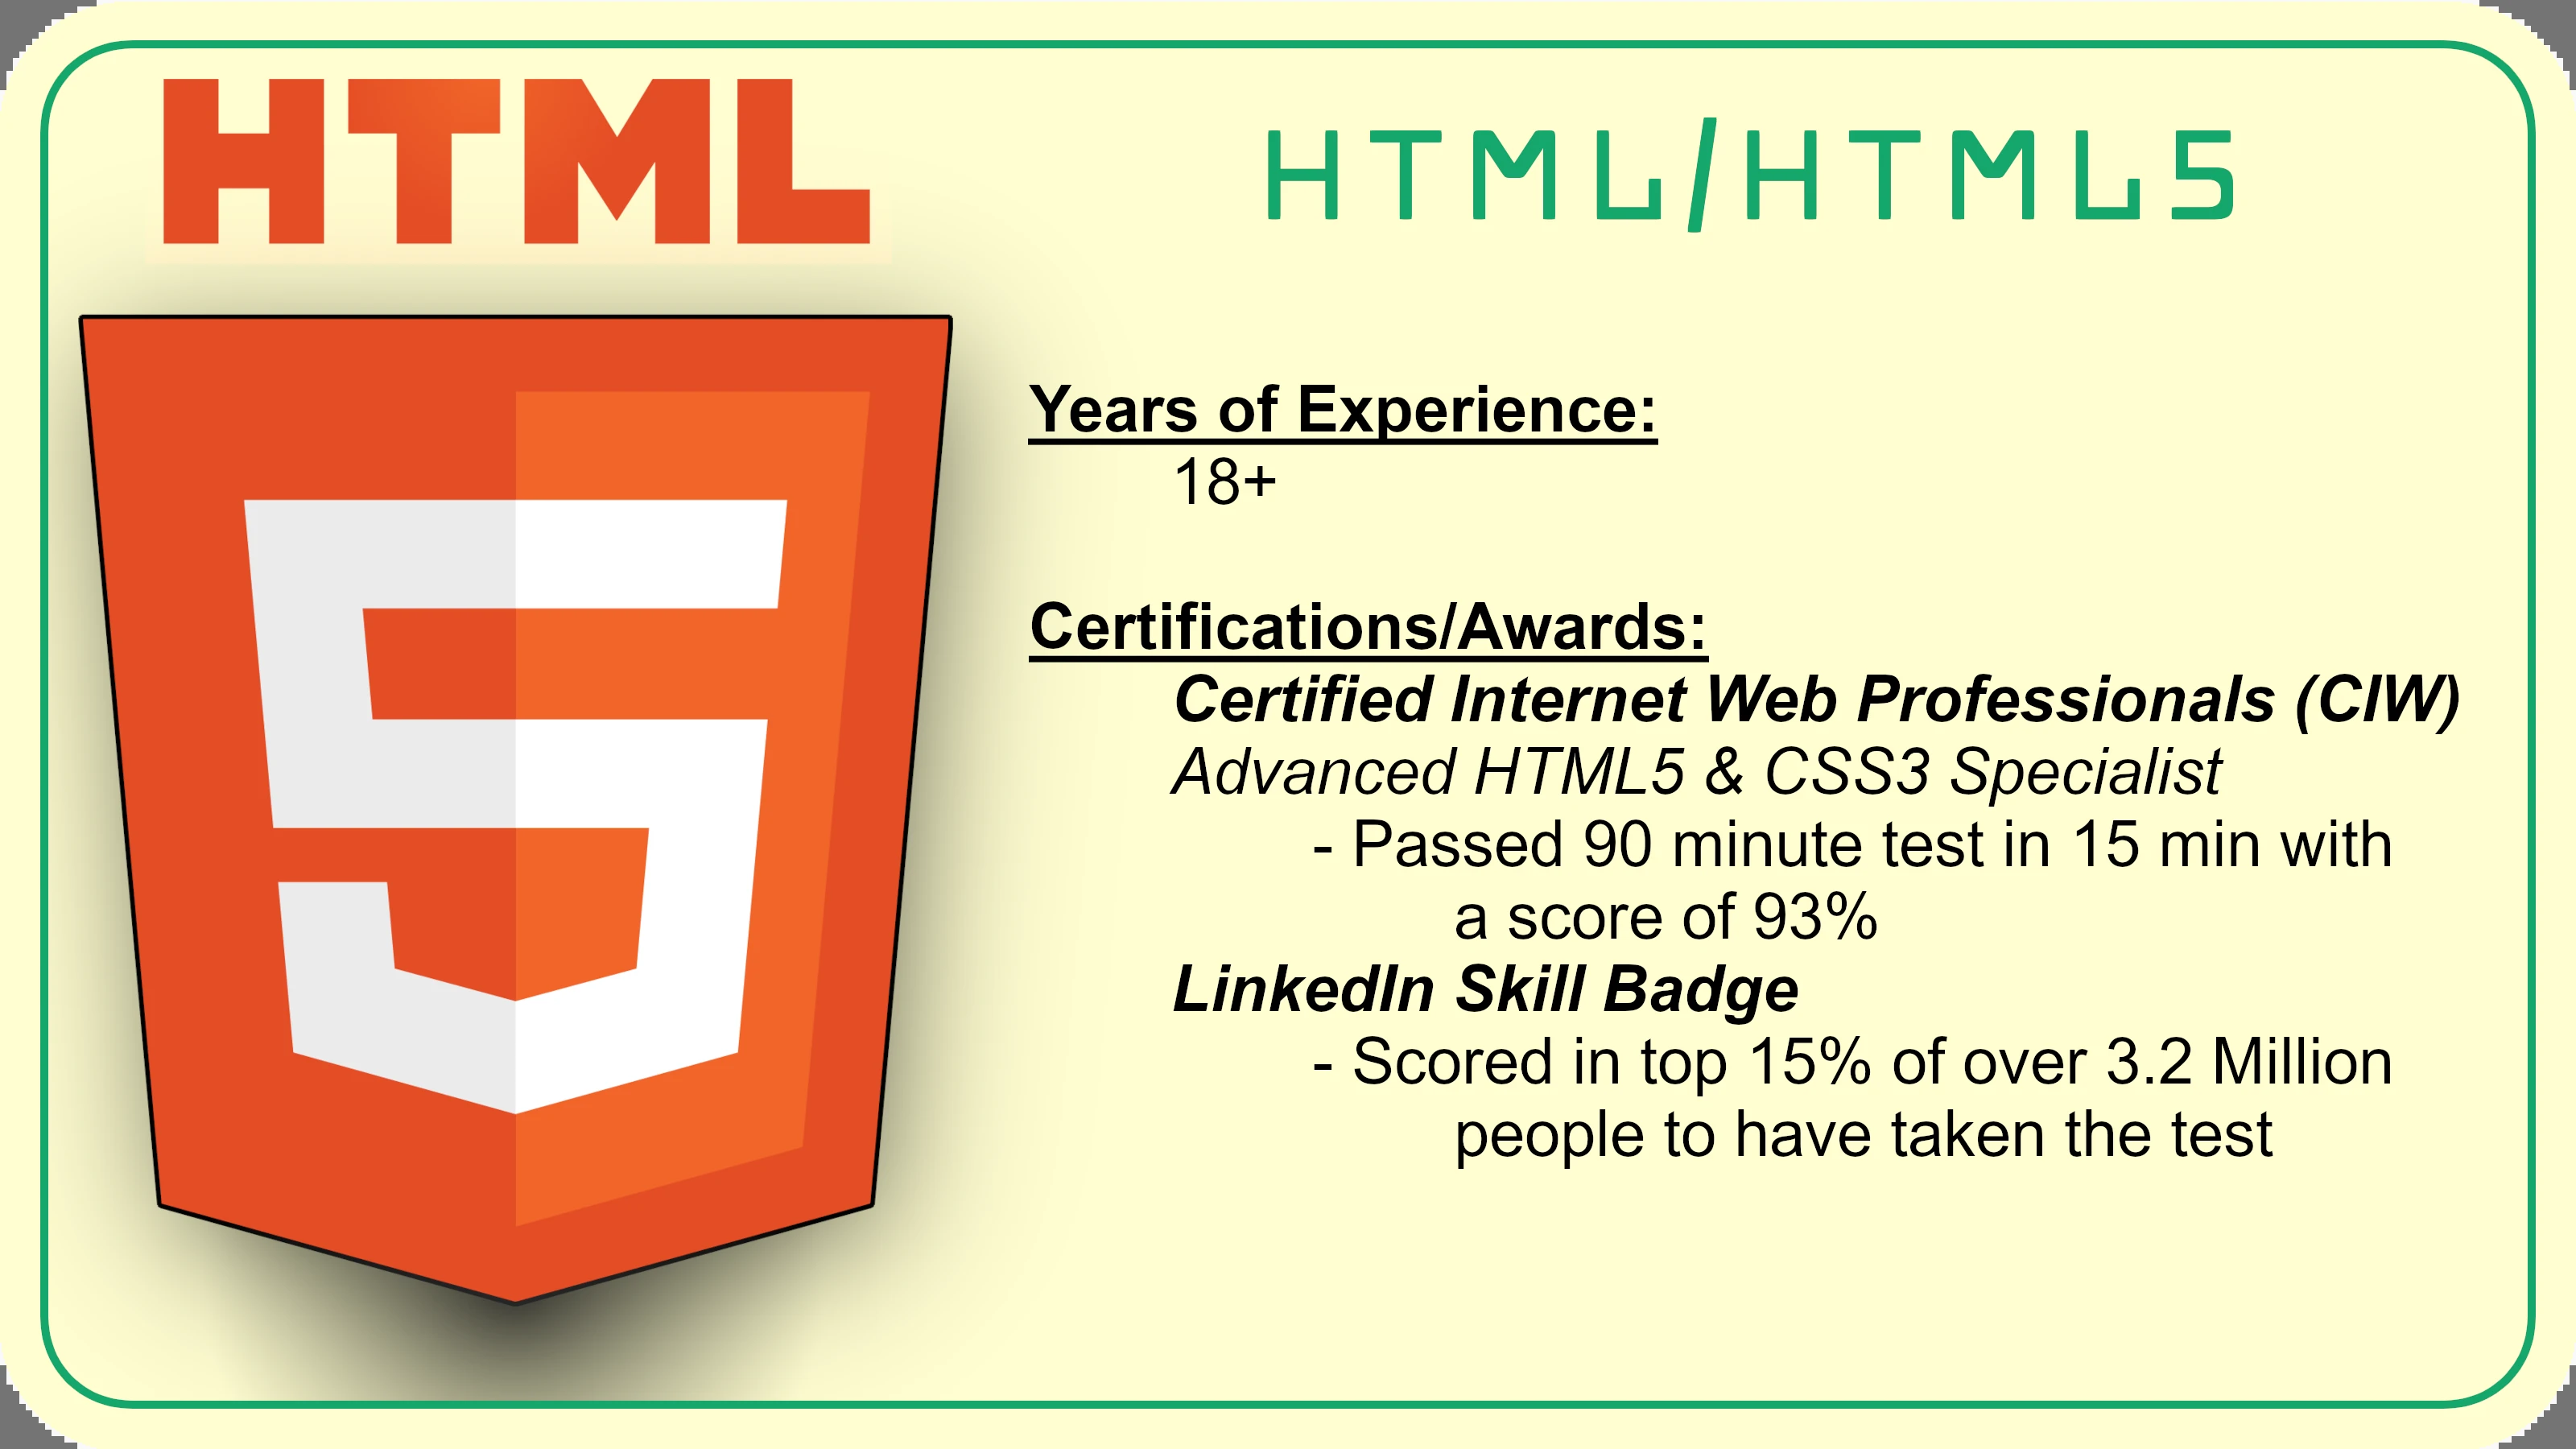 HTML
5
HTML/HTML5
Years of Experience:
18+
Certifications/Awards:
Certified Internet Web Professionals (CIW)
Advanced HTML5 & CSS3 Specialist
- Passed 90 minute test in 15 min with
a score of 93%
LinkedIn Skill Badge
- Scored in top 15% of over 3.2 Million
people to have taken the test